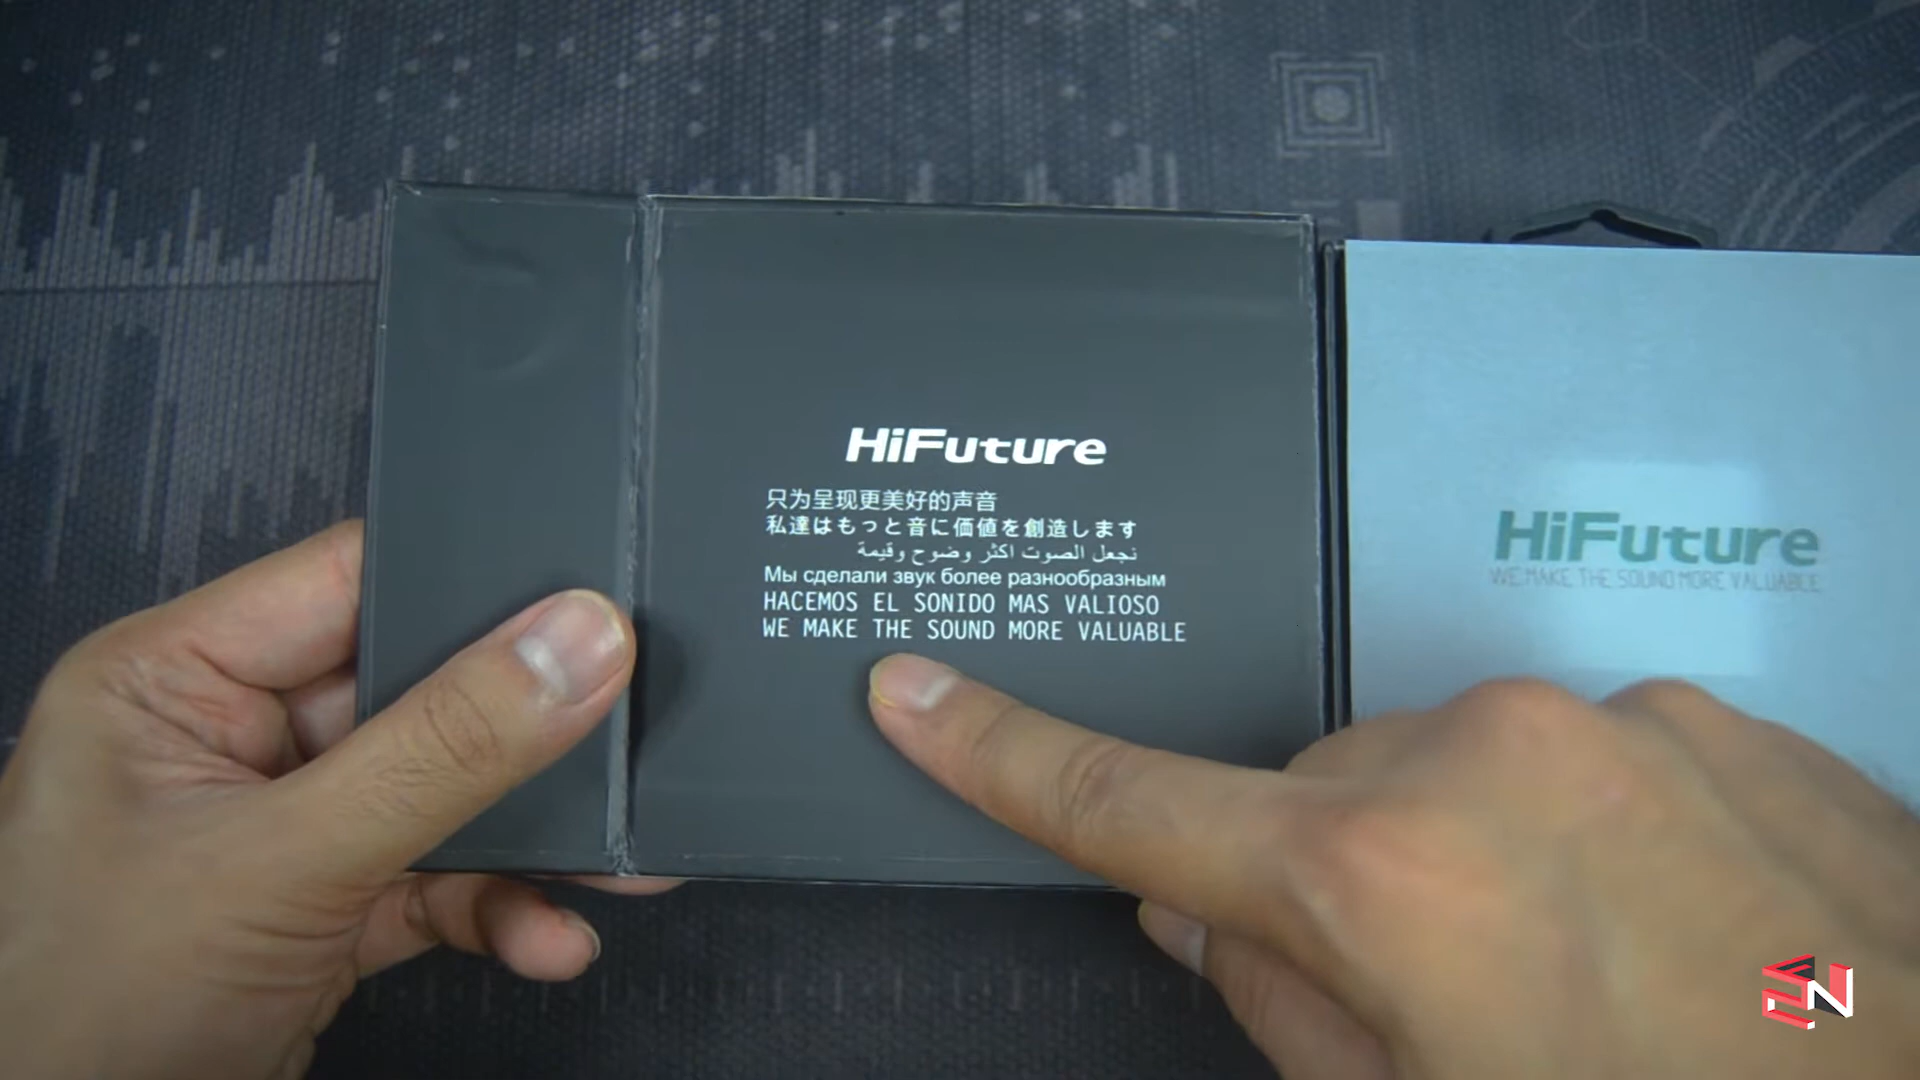 HiFuture
只为呈现更美好的声音
私達はもっと音に価値を創造します
نجعل الصوت اكثر وضوح وقيمة
Мы сделали звук более разнообразным
HACEMOS EL SONIDO MAS VALIOSO
WE MAKE THE SOUND MORE VALUABLE
HiFuture
WE MAKE THE SOUND MORE VALUABLE